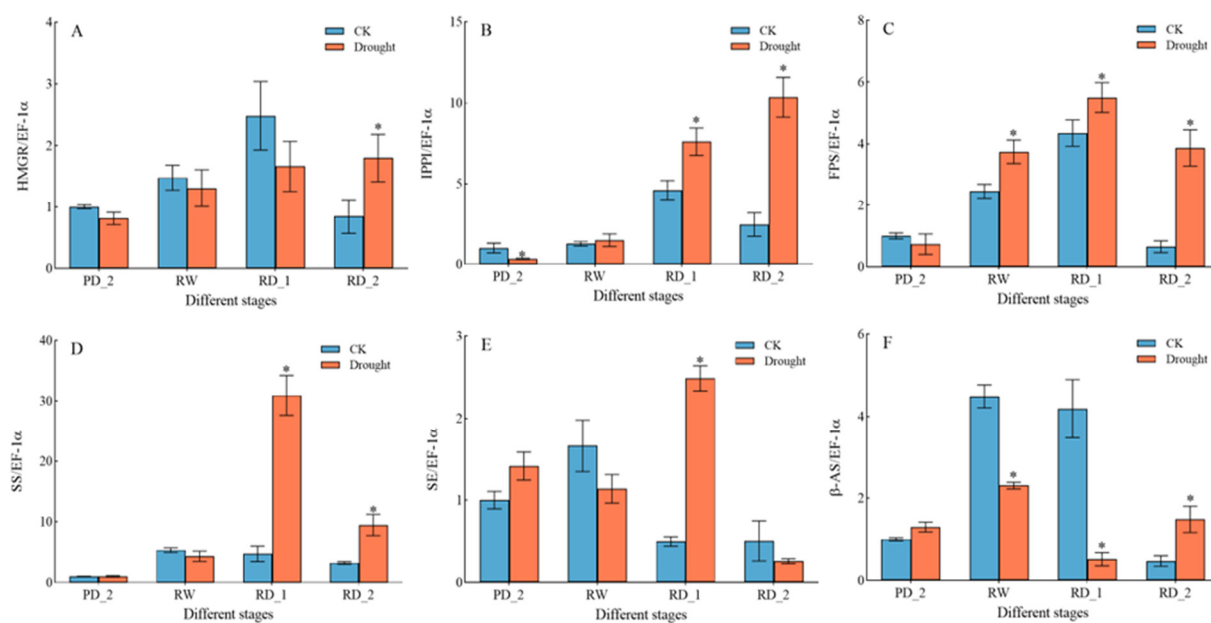 A
CK
Drought
HMGR/EF-1α
4
3
2
1
0
PD_2 RW RD_1 RD_2
*
Different stages
B
CK
Drought
IPPI/EF-1α
15
10
5
0
* * *
PD_2 RW RD_1 RD_2
Different stages
C
CK
Drought
FPS/EF-1α
8
6
4
2
0
* * *
PD_2 RW RD_1 RD_2
Different stages
D
CK
Drought
SS/EF-1α
40
30
20
10
0
* *
PD_2 RW RD_1 RD_2
Different stages
E
CK
Drought
SE/EF-1α
3
2
1
0
*
PD_2 RW RD_1 RD_2
Different stages
F
CK
Drought
β-AS/EF-1α
6
4
2
0
* * *
PD_2 RW RD_1 RD_2
Different stages